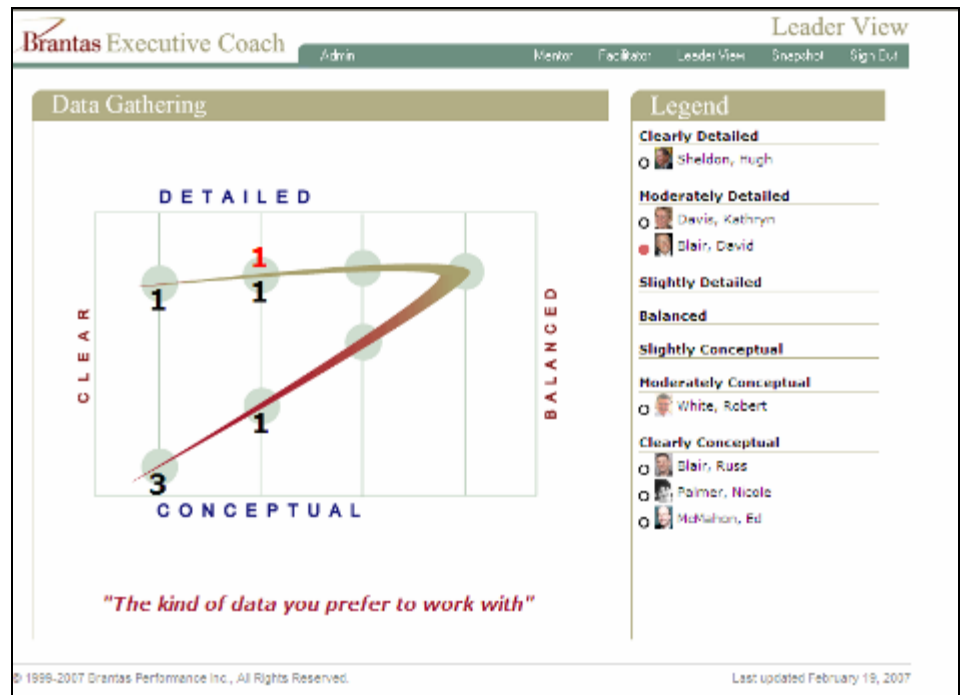 Leader View
Brantas Executive Coach
Admin Mentor Facilitator Leader View Snapshot Sign Out
Data Gathering
DETAILED
1
1
1
CLEAR
BALANCED
1
3
CONCEPTUAL
"The kind of data you prefer to work with"
Legend
Clearly Detailed
Sheldon, Hugh
Moderately Detailed
Davis, Kathryn
Blair, David
Slightly Detailed
Balanced
Slightly Conceptual
Moderately Conceptual
White, Robert
Clearly Conceptual
Blair, Russ
Palmer, Nicole
McMahon, Ed
© 1999-2007 Brantas Performance Inc., All Rights Reserved. Last updated February 19, 2007